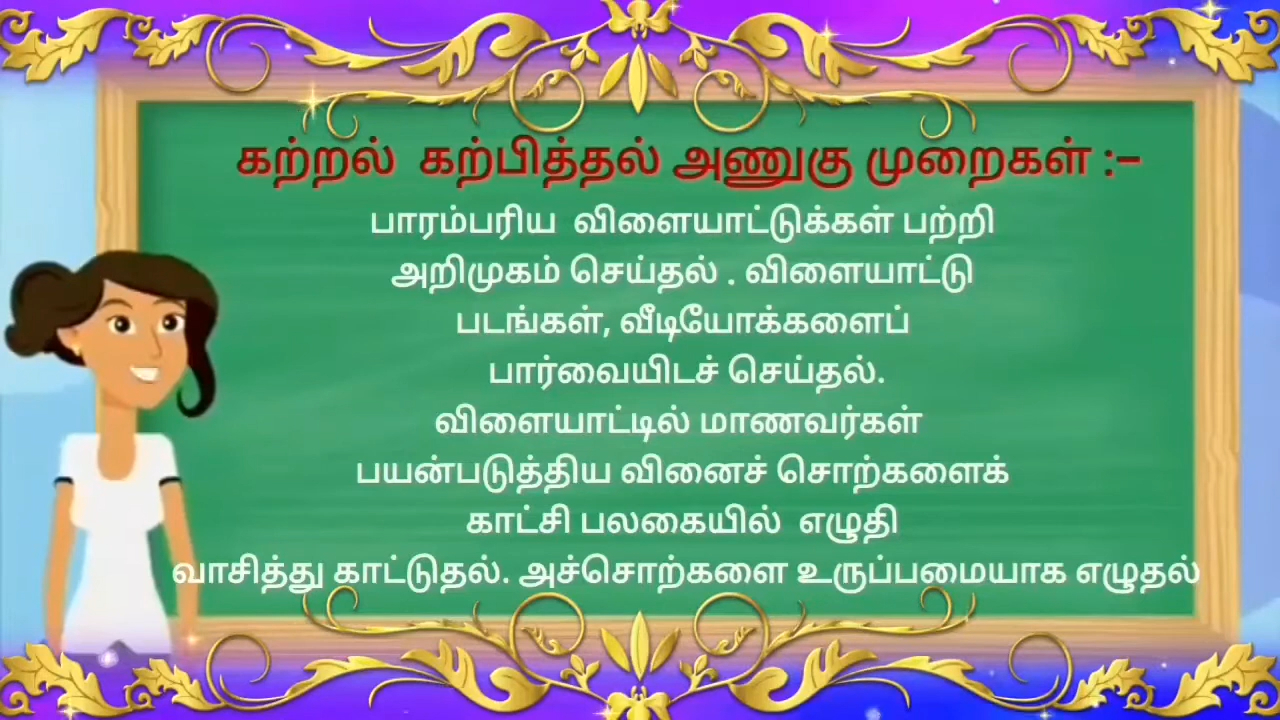 கற்றல் கற்பித்தல் அணுகு முறைகள் :-
பாரம்பரிய விளையாட்டுக்கள் பற்றி
அறிமுகம் செய்தல் . விளையாட்டு
படங்கள், வீடியோக்களைப்
பார்வையிடச் செய்தல்.
விளையாட்டில் மாணவர்கள்
பயன்படுத்திய வினைச் சொற்களைக்
காட்சி பலகையில் எழுதி
வாசித்து காட்டுதல். அச்சொற்களை உருப்பமையாக எழுதல்